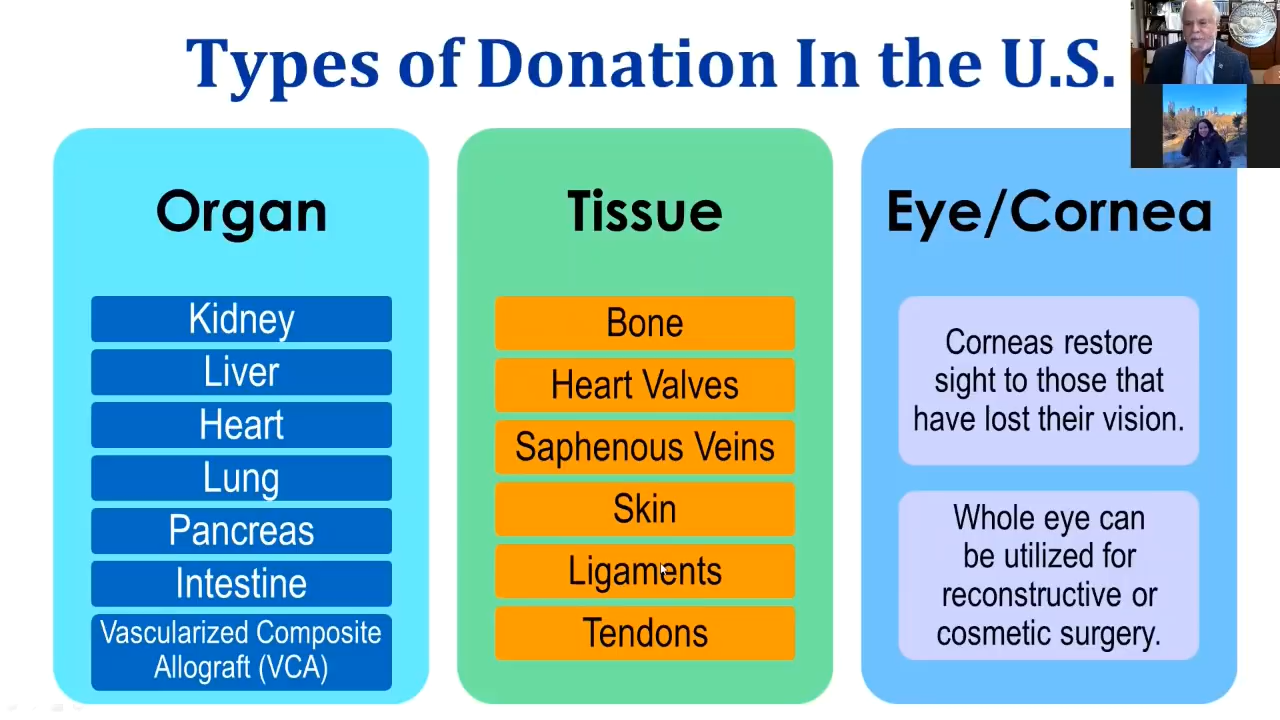 Types of Donation In the U.S.
Organ
Kidney
Liver
Heart
Lung
Pancreas
Intestine
Vascularized Composite
Allograft (VCA)
Tissue
Bone
Heart Valves
Saphenous Veins
Skin
Ligaments
Tendons
Eye/Cornea
Corneas restore
sight to those that
have lost their vision.
Whole eye can
be utilized for
reconstructive or
cosmetic surgery.